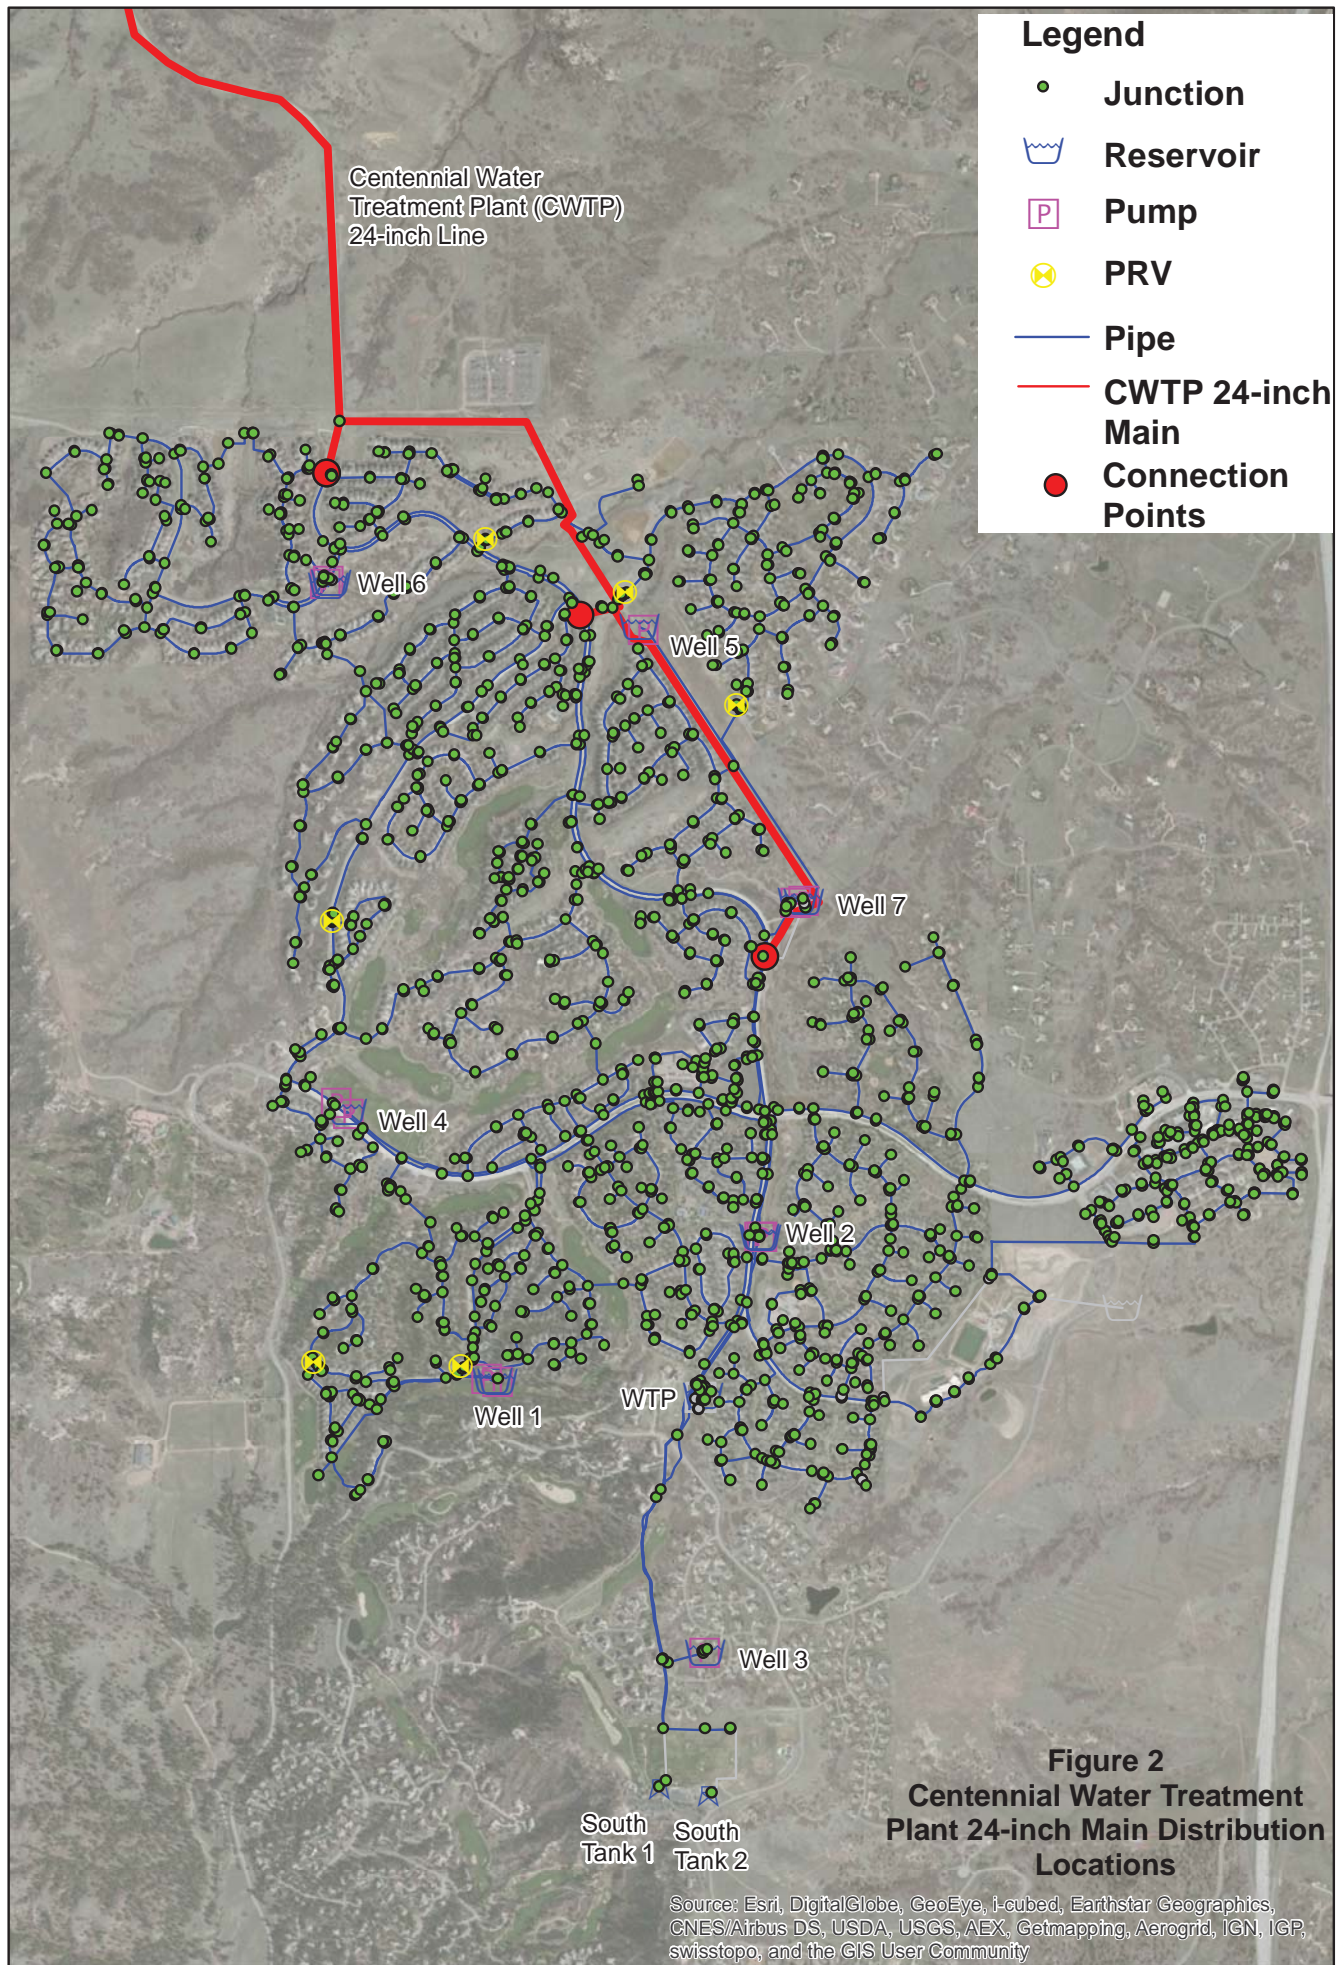 Legend
Junction
Reservoir
P Pump
PRV
Pipe
CWTP 24-inch
Main
Connection
Points
Centennial Water
Treatment Plant (CWTP)
24-inch Line
Well 6
Well 5
Well 7
Well 4
Well 2
WTP
Well 1
Well 3
South
Tank 1
South
Tank 2
Figure 2
Centennial Water Treatment
Plant 24-inch Main Distribution
Locations
Source: Esri, DigitalGlobe, GeoEye, i-cubed, Earthstar Geographics,
CNES/Airbus DS, USDA, USGS, AEX, Getmapping, Aerogrid, IGN, IGP,
swisstopo, and the GIS User Community